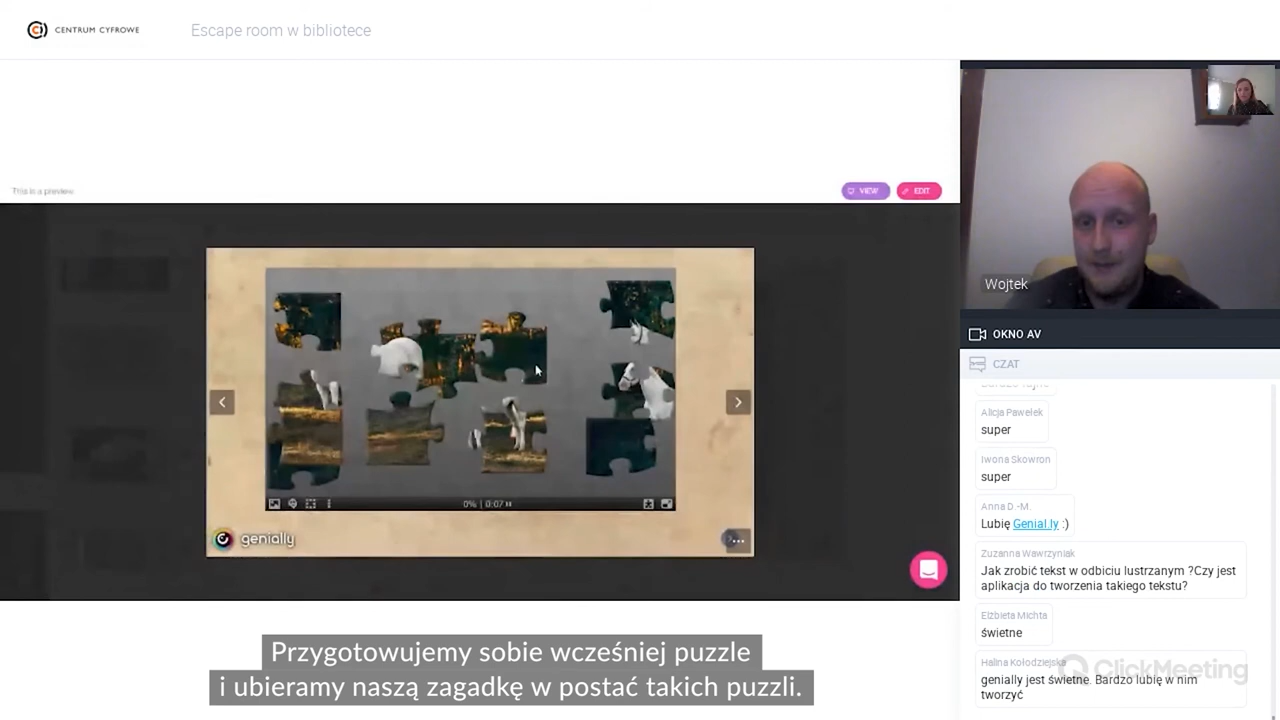 CENTRUM CYFROWE
Escape room w bibliotece
This is a preview
VIEW
EDIT
0% | 0:07
genially
Wojtek
OKNO AV
CZAT
Alicja Pawełek
super
Iwona Skowron
super
Anna D.-M.
Lubię Genial.ly :)
Zuzanna Wawrzyniak
Jak zrobić tekst w odbiciu lustrzanym ?Czy jest
aplikacja do tworzenia takiego tekstu?
Elżbieta Michta
świetne
Halina Kołodziejska
genially jest świetne. Bardzo lubię w nim
tworzyć
ClickMeeting
Przygotowujemy sobie wcześniej puzzle
i ubieramy naszą zagadkę w postać takich puzzli.